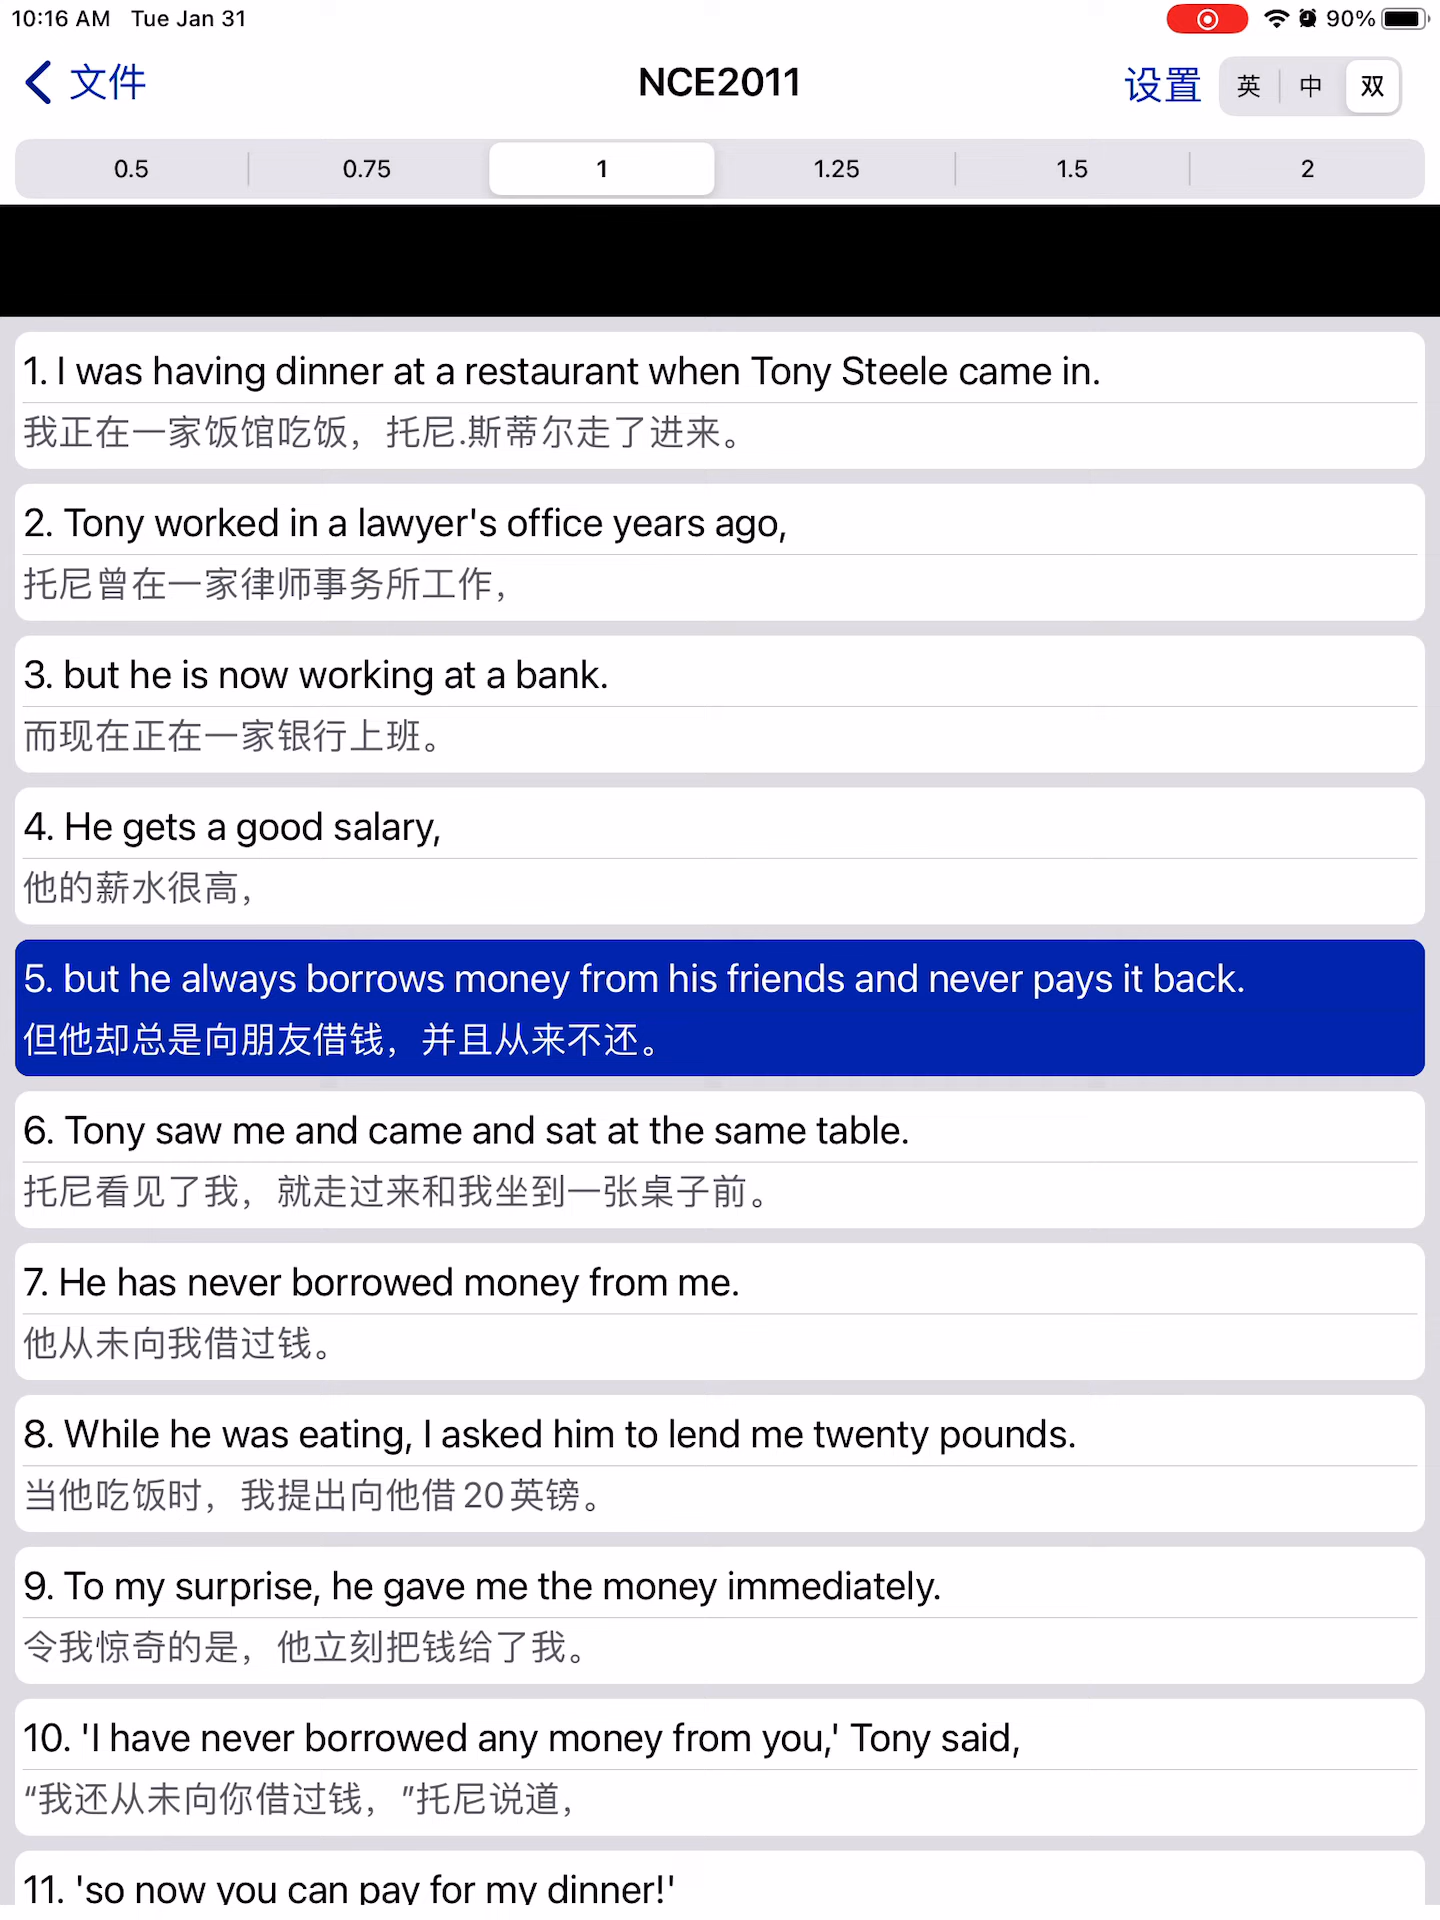 10:16 AM Tue Jan 31 90%
文件 NCE2011 设置 英 中 双
0.5 0.75 1 1.25 1.5 2
1. I was having dinner at a restaurant when Tony Steele came in.
我正在一家饭馆吃饭，托尼.斯蒂尔走了进来。
2. Tony worked in a lawyer's office years ago,
托尼曾在一家律师事务所工作，
3. but he is now working at a bank.
而现在正在一家银行上班。
4. He gets a good salary,
他的薪水很高，
5. but he always borrows money from his friends and never pays it back.
但他却总是向朋友借钱，并且从来不还。
6. Tony saw me and came and sat at the same table.
托尼看见了我，就走过来和我坐到一张桌子前。
7. He has never borrowed money from me.
他从未向我借过钱。
8. While he was eating, I asked him to lend me twenty pounds.
当他吃饭时，我提出向他借20英镑。
9. To my surprise, he gave me the money immediately.
令我惊奇的是，他立刻把钱给了我。
10. 'I have never borrowed any money from you,' Tony said,
“我还从未向你借过钱，”托尼说道，
11. 'so now you can pay for my dinner!'